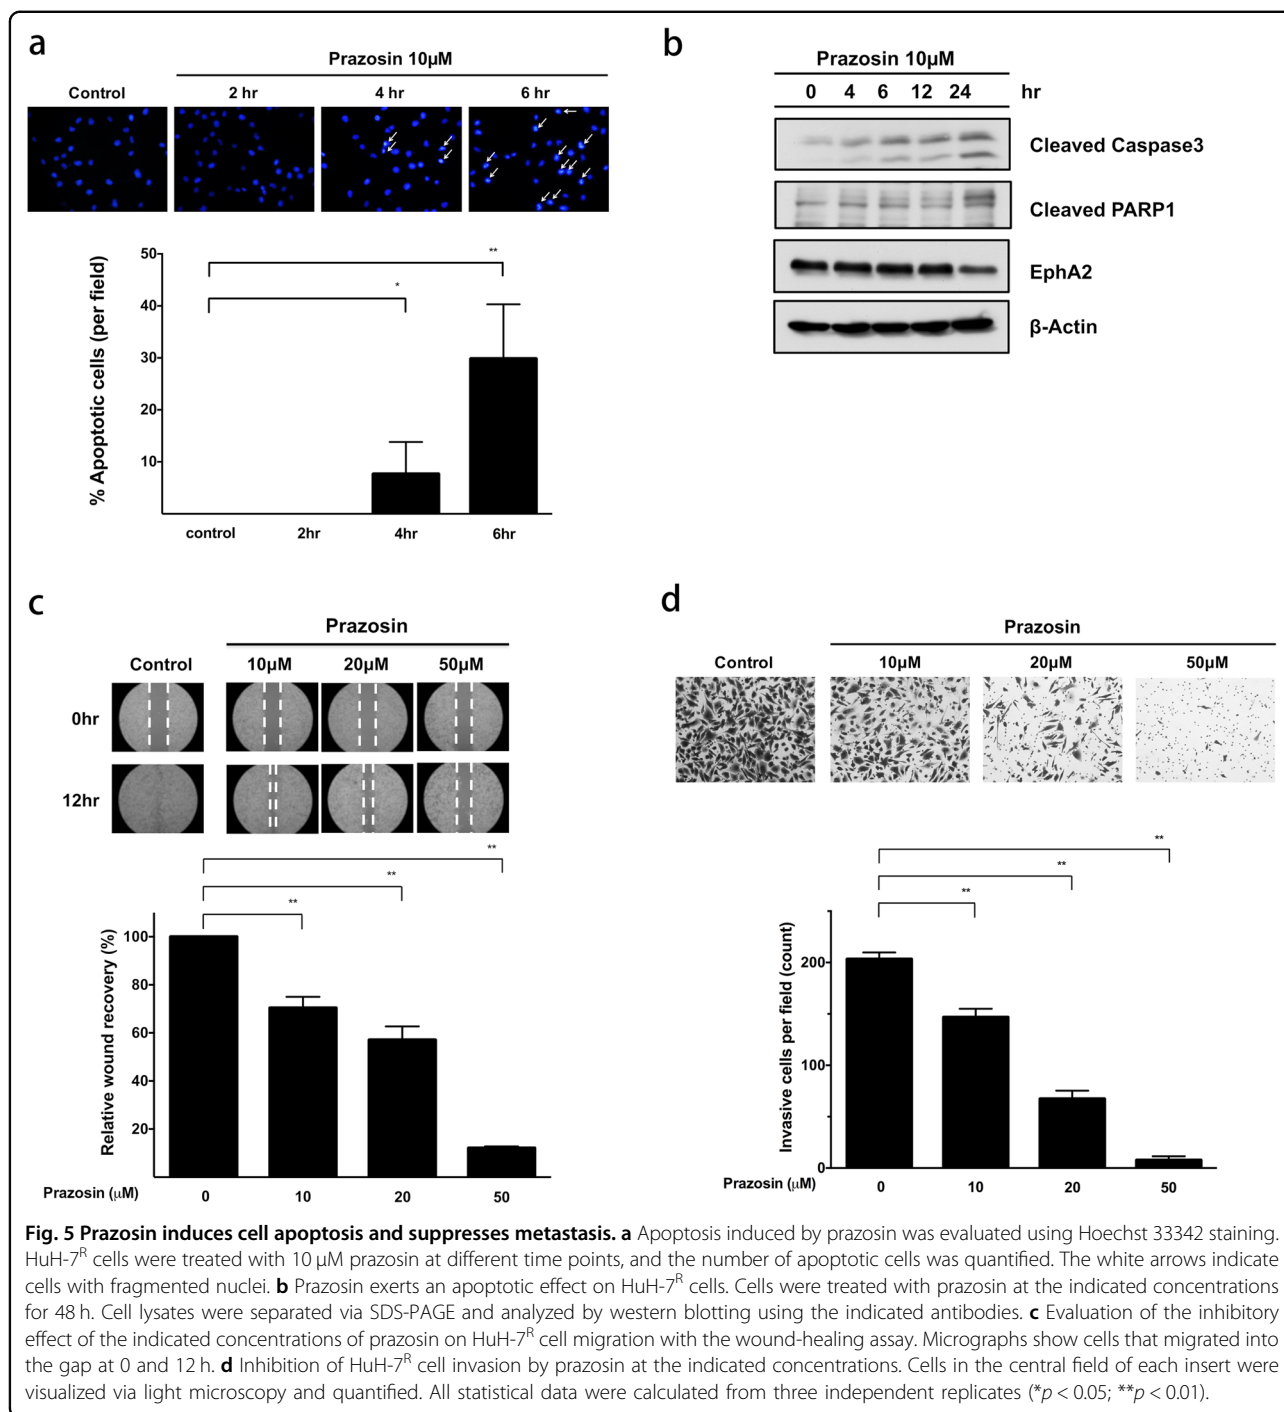 a
Prazosin 10µM
Control 2 hr 4 hr 6 hr
% Apoptotic cells (per field)
50
40
30
20
10
**
*
control 2hr 4hr 6hr
b
Prazosin 10µM
0 4 6 12 24 hr
Cleaved Caspase3
Cleaved PARP1
EphA2
β-Actin
c
Prazosin
Control 10µM 20µM 50µM
0hr
12hr
**
**
**
Relative wound recovery (%)
100
80
60
40
20
Prazosin (µM) 0 10 20 50
d
Prazosin
Control 10µM 20µM 50µM
**
**
**
Invasive cells per field (count)
200
100
0
Prazosin (µM) 0 10 20 50
Fig. 5 Prazosin induces cell apoptosis and suppresses metastasis. a Apoptosis induced by prazosin was evaluated using Hoechst 33342 staining.
HuH-7ᴿ cells were treated with 10 µM prazosin at different time points, and the number of apoptotic cells was quantified. The white arrows indicate
cells with fragmented nuclei. b Prazosin exerts an apoptotic effect on HuH-7ᴿ cells. Cells were treated with prazosin at the indicated concentrations
for 48 h. Cell lysates were separated via SDS-PAGE and analyzed by western blotting using the indicated antibodies. c Evaluation of the inhibitory
effect of the indicated concentrations of prazosin on HuH-7ᴿ cell migration with the wound-healing assay. Micrographs show cells that migrated into
the gap at 0 and 12 h. d Inhibition of HuH-7ᴿ cell invasion by prazosin at the indicated concentrations. Cells in the central field of each insert were
visualized via light microscopy and quantified. All statistical data were calculated from three independent replicates (*p < 0.05; **p < 0.01).